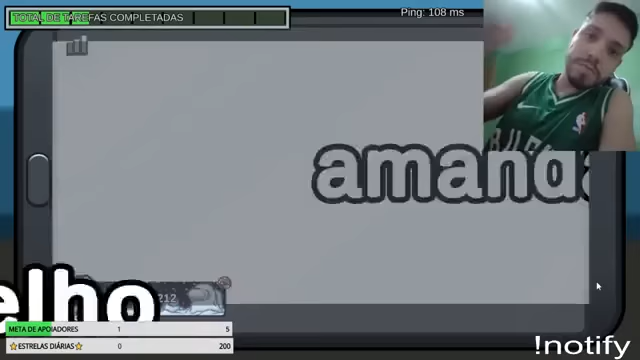 TOTAL DE TAREFAS COMPLETADAS
Ping: 108 ms
amanda
elho
212
META DE APOIADORES 1 5
⭐ESTRELAS DIÁRIAS⭐ 0 200
!notify